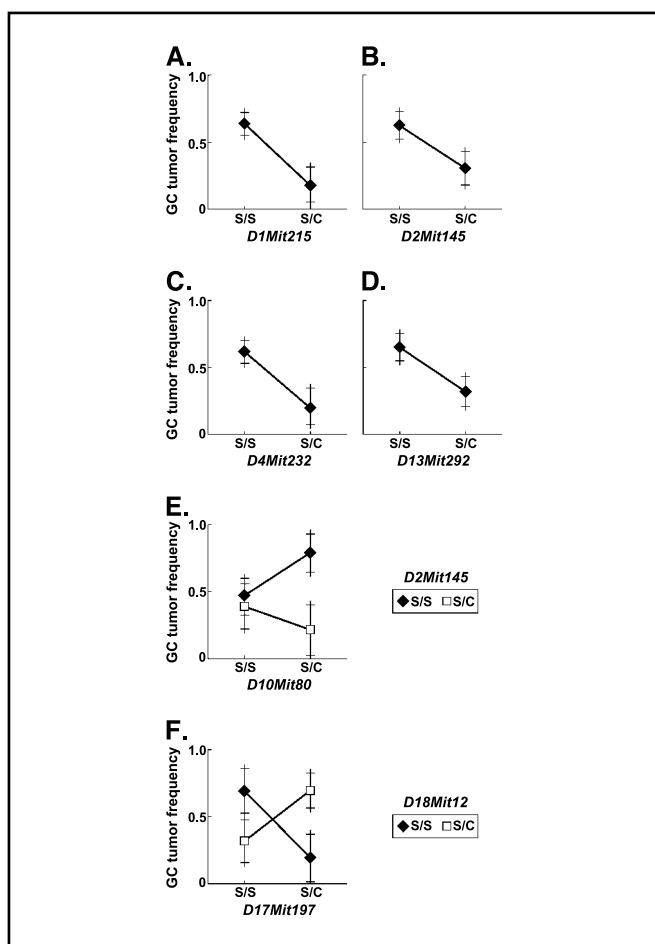 A. B.
GC tumor frequency
1.0
0.5
0
S/S S/C S/S S/C
D1Mit215 D2Mit145
C. D.
GC tumor frequency
1.0
0.5
0
S/S S/C S/S S/C
D4Mit232 D13Mit292
E.
GC tumor frequency
1.0
0.5
0
S/S S/C
D10Mit80
D2Mit145
S/S S/C
F.
GC tumor frequency
1.0
0.5
0
S/S S/C
D17Mit197
D18Mit12
S/S S/C